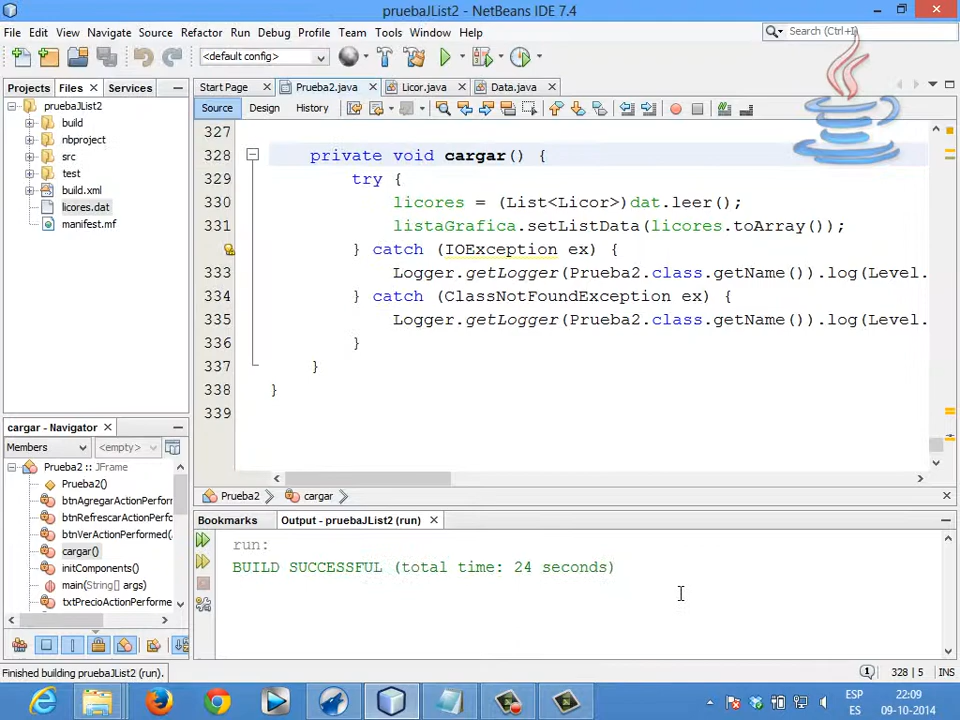 pruebaJList2 - NetBeans IDE 7.4
File Edit View Navigate Source Refactor Run Debug Profile Team Tools Window Help
Search (Ctrl+I)
<default config>
Projects Files Services
Start Page Prueba2.java Licor.java Data.java
Source Design History
pruebaJList2
build
nbproject
src
test
build.xml
licores.dat
manifest.mf
327
328 private void cargar() {
329 try {
330 licores = (List<Licor>)dat.leer();
331 listaGrafica.setListData(licores.toArray());
} catch (IOException ex) {
333 Logger.getLogger(Prueba2.class.getName()).log(Level.
334 } catch (ClassNotFoundException ex) {
335 Logger.getLogger(Prueba2.class.getName()).log(Level.
336 }
337 }
338 }
339
cargar - Navigator
Members <empty>
Prueba2 :: JFrame
Prueba2()
btnAgregarActionPerform
btnRefrescarActionPerfo
btnVerActionPerformed(
cargar()
initComponents()
main(String[] args)
txtPrecioActionPerforme
Prueba2 cargar
Bookmarks Output - pruebaJList2 (run)
run:
BUILD SUCCESSFUL (total time: 24 seconds)
Finished building pruebaJList2 (run).
328 | 5 INS
ESP
ES
22:09
09-10-2014